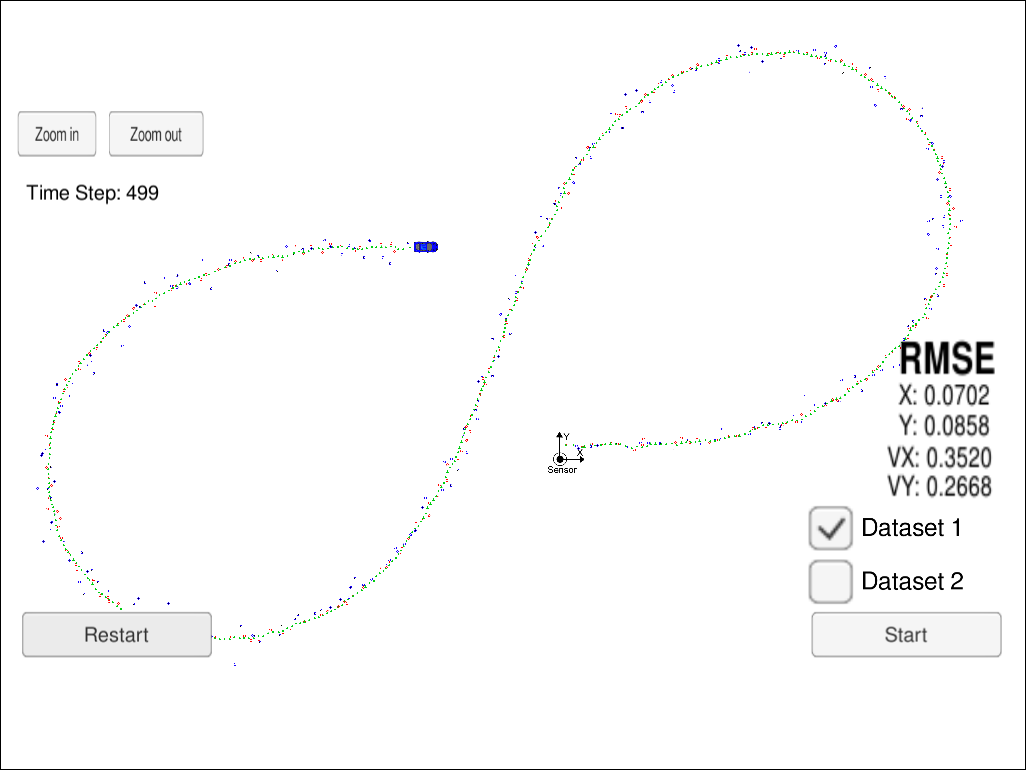 Zoom in
Zoom out
Time Step: 499
RMSE
X: 0.0702
Y: 0.0858
VX: 0.3520
VY: 0.2668
Y
X
Sensor
Dataset 1
Dataset 2
Restart
Start